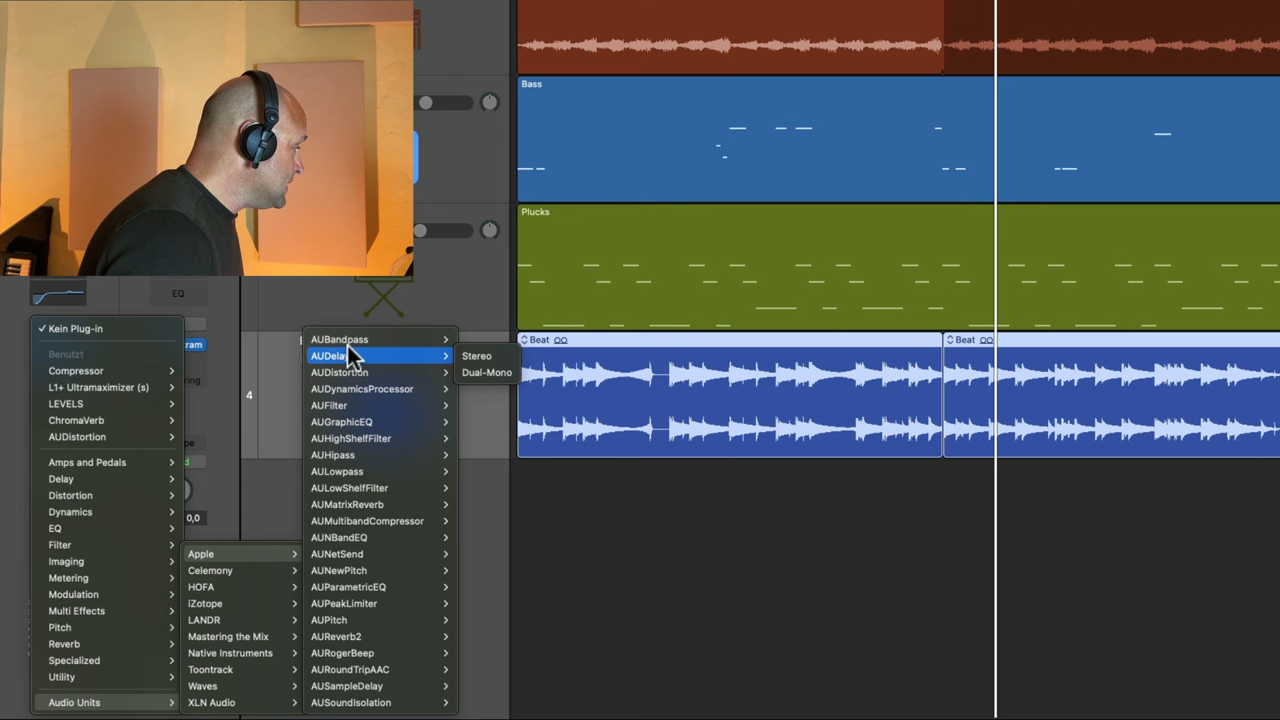 Bass
Plucks
EQ
Beat
Beat
4
ram
0,0
✓ Kein Plug-in
Benutzt
Compressor
L1+ Ultramaximizer (s)
LEVELS
ChromaVerb
AUDistortion
Amps and Pedals
Delay
Distortion
Dynamics
EQ
Filter
Imaging
Metering
Modulation
Multi Effects
Pitch
Reverb
Specialized
Utility
Audio Units
Apple
Celemony
HOFA
iZotope
LANDR
Mastering the Mix
Native Instruments
Toontrack
Waves
XLN Audio
AUBandpass
AUDelay
AUDistortion
AUDynamicsProcessor
AUFilter
AUGraphicEQ
AUHighShelfFilter
AUHipass
AULowpass
AULowShelfFilter
AUMatrixReverb
AUMultibandCompressor
AUNBandEQ
AUNetSend
AUNewPitch
AUParametricEQ
AUPeakLimiter
AUPitch
AUReverb2
AURogerBeep
AURoundTripAAC
AUSampleDelay
AUSoundIsolation
Stereo
Dual-Mono